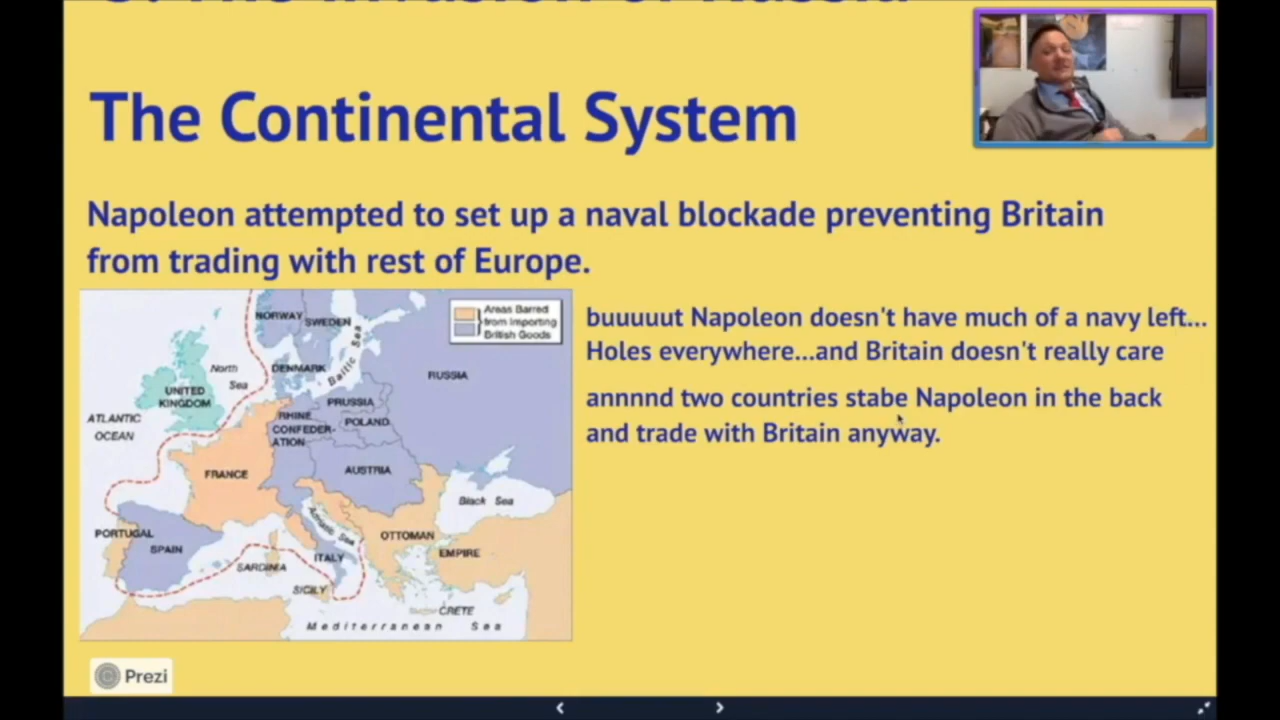 The Continental System
Napoleon attempted to set up a naval blockade preventing Britain
from trading with rest of Europe.
buuuuut Napoleon doesn't have much of a navy left...
Holes everywhere...and Britain doesn't really care
annnnd two countries stabe Napoleon in the back
and trade with Britain anyway.
Areas Barred
from Importing
British Goods
NORWAY
SWEDEN
North
Sea
DENMARK
Baltic Sea
RUSSIA
UNITED
KINGDOM
ATLANTIC
OCEAN
PRUSSIA
RHINE
CONFEDER-
ATION
POLAND
FRANCE
AUSTRIA
Black Sea
PORTUGAL
SPAIN
Adriatic Sea
OTTOMAN
EMPIRE
ITALY
SARDINIA
SICILY
CRETE
Mediterranean Sea
Prezi